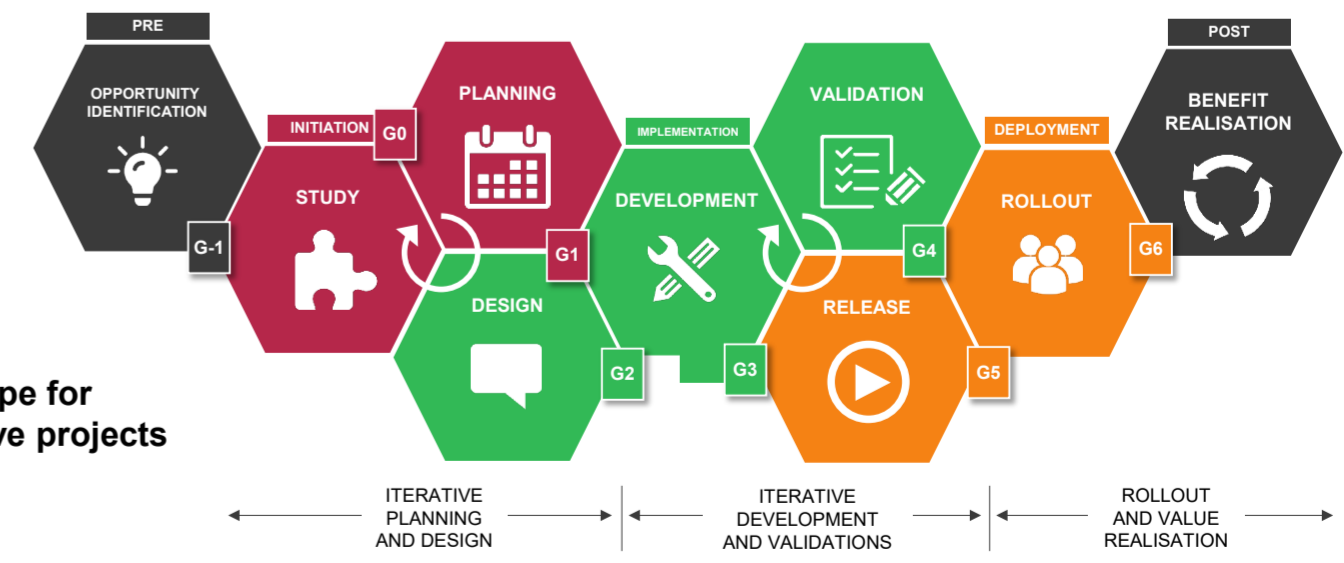 PRE
OPPORTUNITY
IDENTIFICATION
G-1
INITIATION
G0
STUDY
PLANNING
G1
DESIGN
G2
IMPLEMENTATION
DEVELOPMENT
G3
VALIDATION
G4
RELEASE
G5
DEPLOYMENT
ROLLOUT
G6
POST
BENEFIT
REALISATION
for
projects
ITERATIVE
PLANNING
AND DESIGN
ITERATIVE
DEVELOPMENT
AND VALIDATIONS
ROLLOUT
AND VALUE
REALISATION